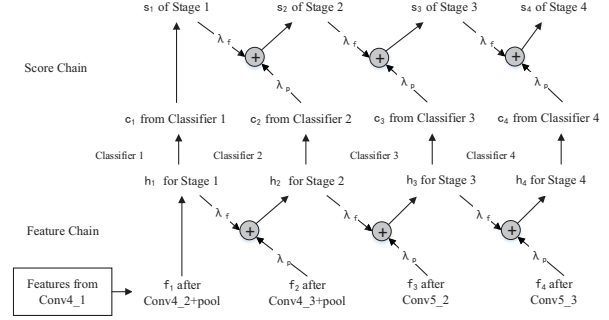 s1 of Stage 1 s2 of Stage 2 s3 of Stage 3 s4 of Stage 4
λ f λ f λ f
+ + +
Score Chain
λ p λ p λ p
c1 from Classifier 1 c2 from Classifier 2 c3 from Classifier 3 c4 from Classifier 4
Classifier 1 Classifier 2 Classifier 3 Classifier 4
h1 for Stage 1 h2 for Stage 2 h3 for Stage 3 h4 for Stage 4
λ f λ f λ f
Feature Chain + + +
λ p λ p λ p
Features from
Conv4_1
f1 after f2 after f3 after f4 after
Conv4_2+pool Conv4_3+pool Conv5_2 Conv5_3